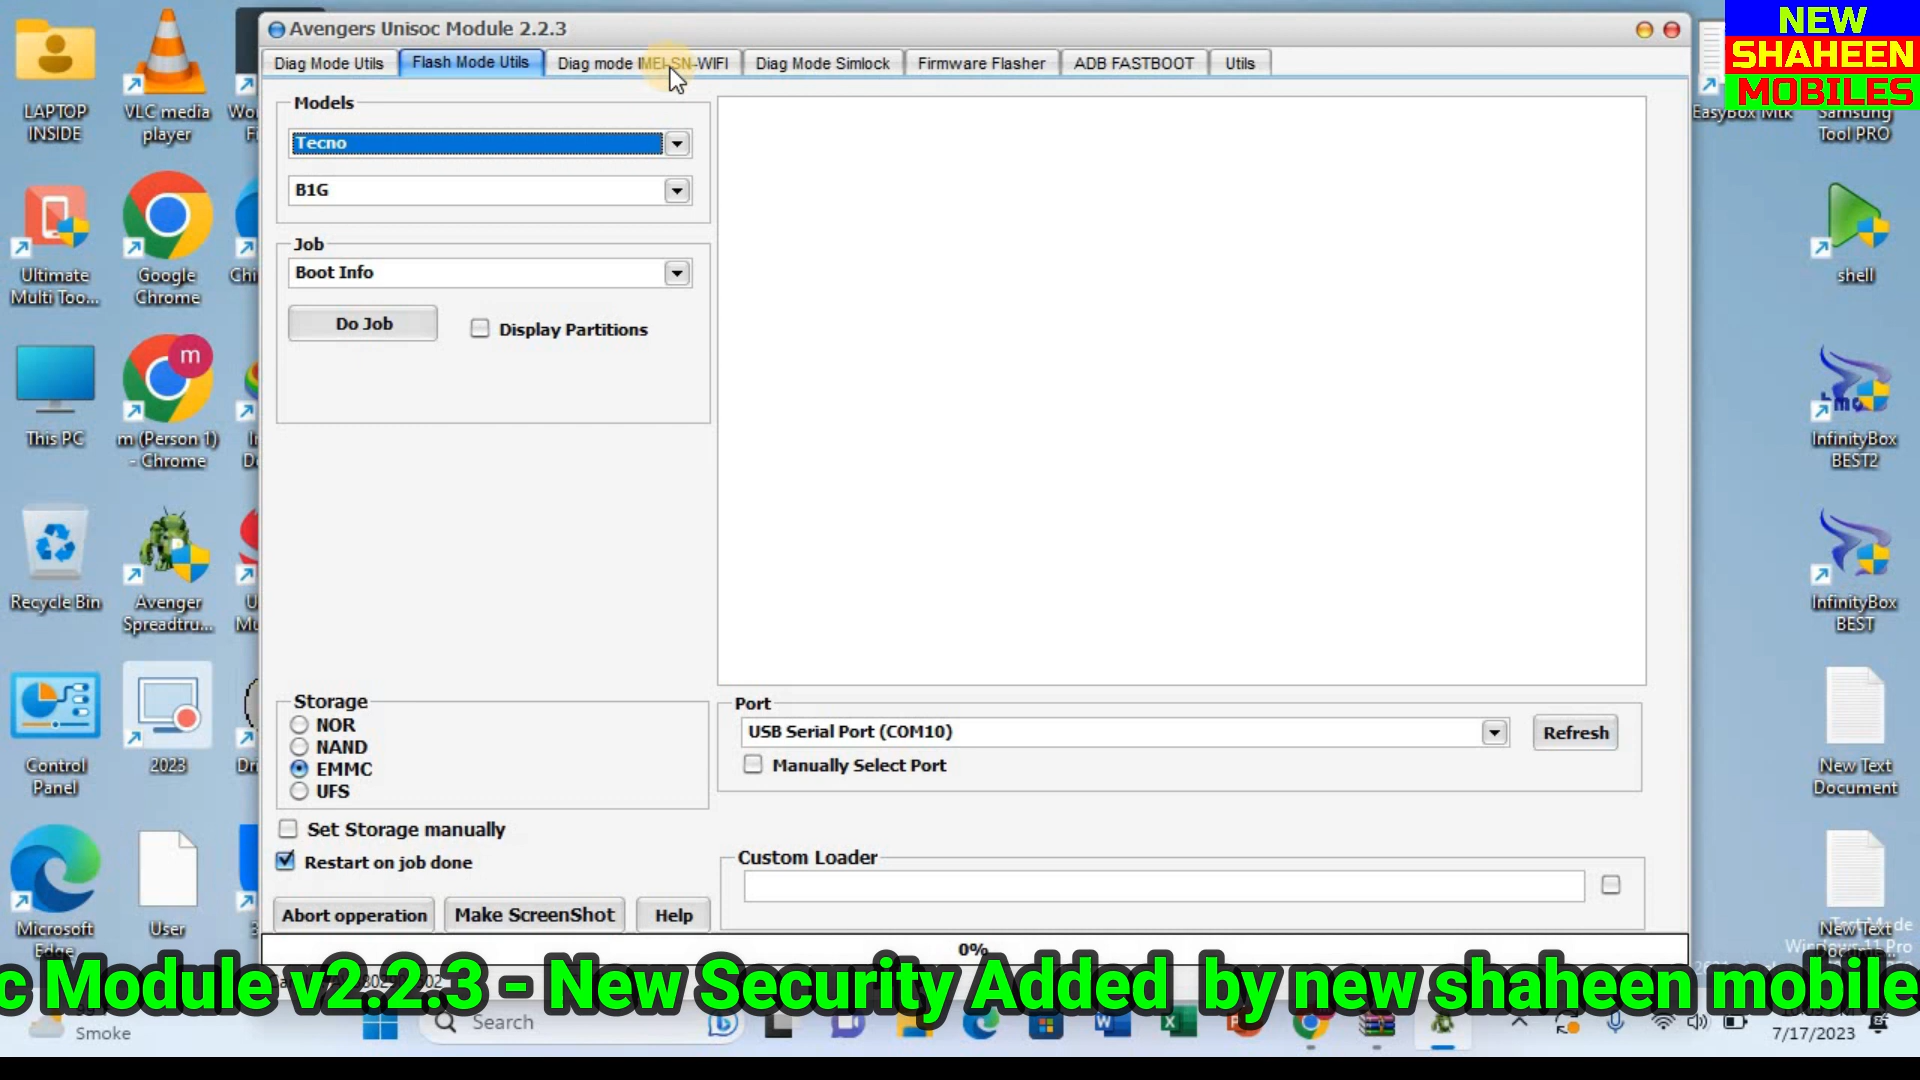 Avengers Unisoc Module 2.2.3
Diag Mode Utils
Flash Mode Utils
Diag mode IMEI-SN-WIFI
Diag Mode Simlock
Firmware Flasher
ADB FASTBOOT
Utils
NEW
SHAHEEN
MOBILES
Models
Tecno
B1G
Job
Boot Info
Do Job
Display Partitions
Storage
NOR
NAND
EMMC
UFS
Set Storage manually
Restart on job done
Abort opperation
Make ScreenShot
Help
Port
USB Serial Port (COM10)
Refresh
Manually Select Port
Custom Loader
0%
LAPTOP
INSIDE
VLC media
player
Ultimate
Multi Too...
Google
Chrome
This PC
m
m (Person 1)
- Chrome
Recycle Bin
Avenger
Spreadtru...
Control
Panel
2023
Microsoft
Edge
User
EasyBox Mtk
Samsung
Tool PRO
shell
InfinityBox
BEST2
InfinityBox
BEST
New Text
Document
New Text
c Module v2.2.3 - New Security Added by new shaheen mobile
Smoke
Search
7/17/2023